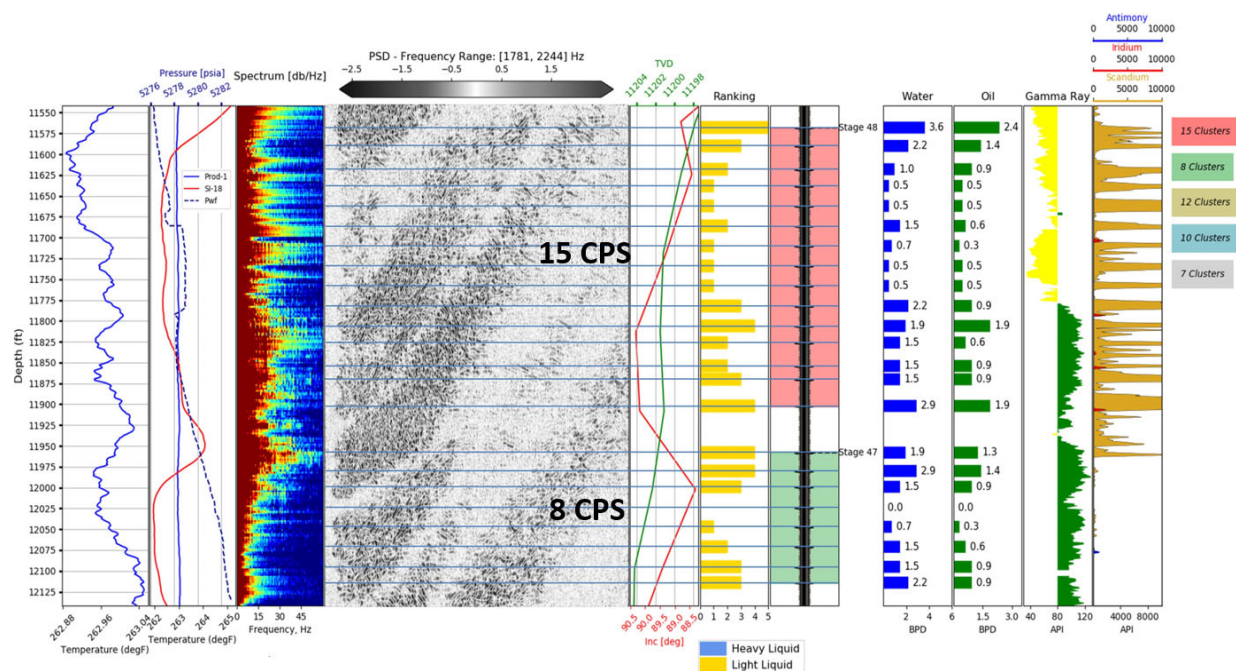 Antimony
0 5000 10000
Iridium
0 5000 10000
Scandium
0 5000 10000
PSD - Frequency Range: [1781, 2244] Hz
−2.5 −1.5 −0.5 0.5 1.5
Pressure [psia]
5276 5278 5280 5282
Spectrum [db/Hz]
TVD
11204 11202 11200 11198
Ranking
Water
Oil
Gamma Ray
Depth (ft)
11550
11575
11600
11625
11650
11675
11700
11725
11750
11775
11800
11825
11850
11875
11900
11925
11950
11975
12000
12025
12050
12075
12100
12125
Prod-1
SI-18
Pwf
15 CPS
8 CPS
Stage 48
Stage 47
3.6 2.4
2.2 1.4
1.0 0.9
0.5 0.5
0.5 0.5
1.5 0.6
0.7 0.3
0.5 0.5
0.5 0.5
2.2 0.9
1.9 1.9
1.5 0.6
1.5 0.9
1.5 0.9
2.9 1.9
1.9 1.3
2.9 1.4
1.5 0.9
0.0 0.0
0.7 0.3
1.5 0.6
1.5 0.9
2.2 0.9
15 Clusters
8 Clusters
12 Clusters
10 Clusters
7 Clusters
262.88 262.96 263.04
Temperature (degF)
262 263 264 265.0
Temperature (degF)
15 30 45
Frequency, Hz
90.5 90.0 89.5 89.0 88.5
Inc [deg]
0 1 2 3 4 5
2 4 6
BPD
0.0 1.5 3.0
BPD
40 80 120
API
4000 8000
API
Heavy Liquid
Light Liquid